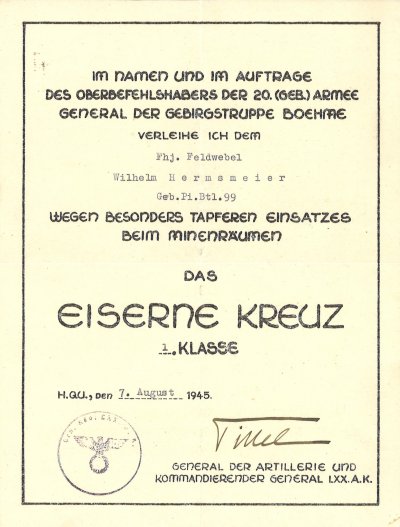 IM NAMEN UND IM AUFTRAGE
DES OBERBEFEHLSHABERS DER 20. (GEB.) ARMEE
GENERAL DER GEBIRGSTRUPPE BOEHME
VERLEIHE ICH DEM
Fhj. Feldwebel
Wilhelm Hermsmeier
Geb.Pi.Btl.99
WEGEN BESONDERS TAPFEREN EINSATZES
BEIM MINENRÄUMEN
DAS
EISERNE KREUZ
1. KLASSE
H.QU., den 7. August 1945.
Tittel
GENERAL DER ARTILLERIE UND
KOMMANDIERENDER GENERAL LXX.A.K.